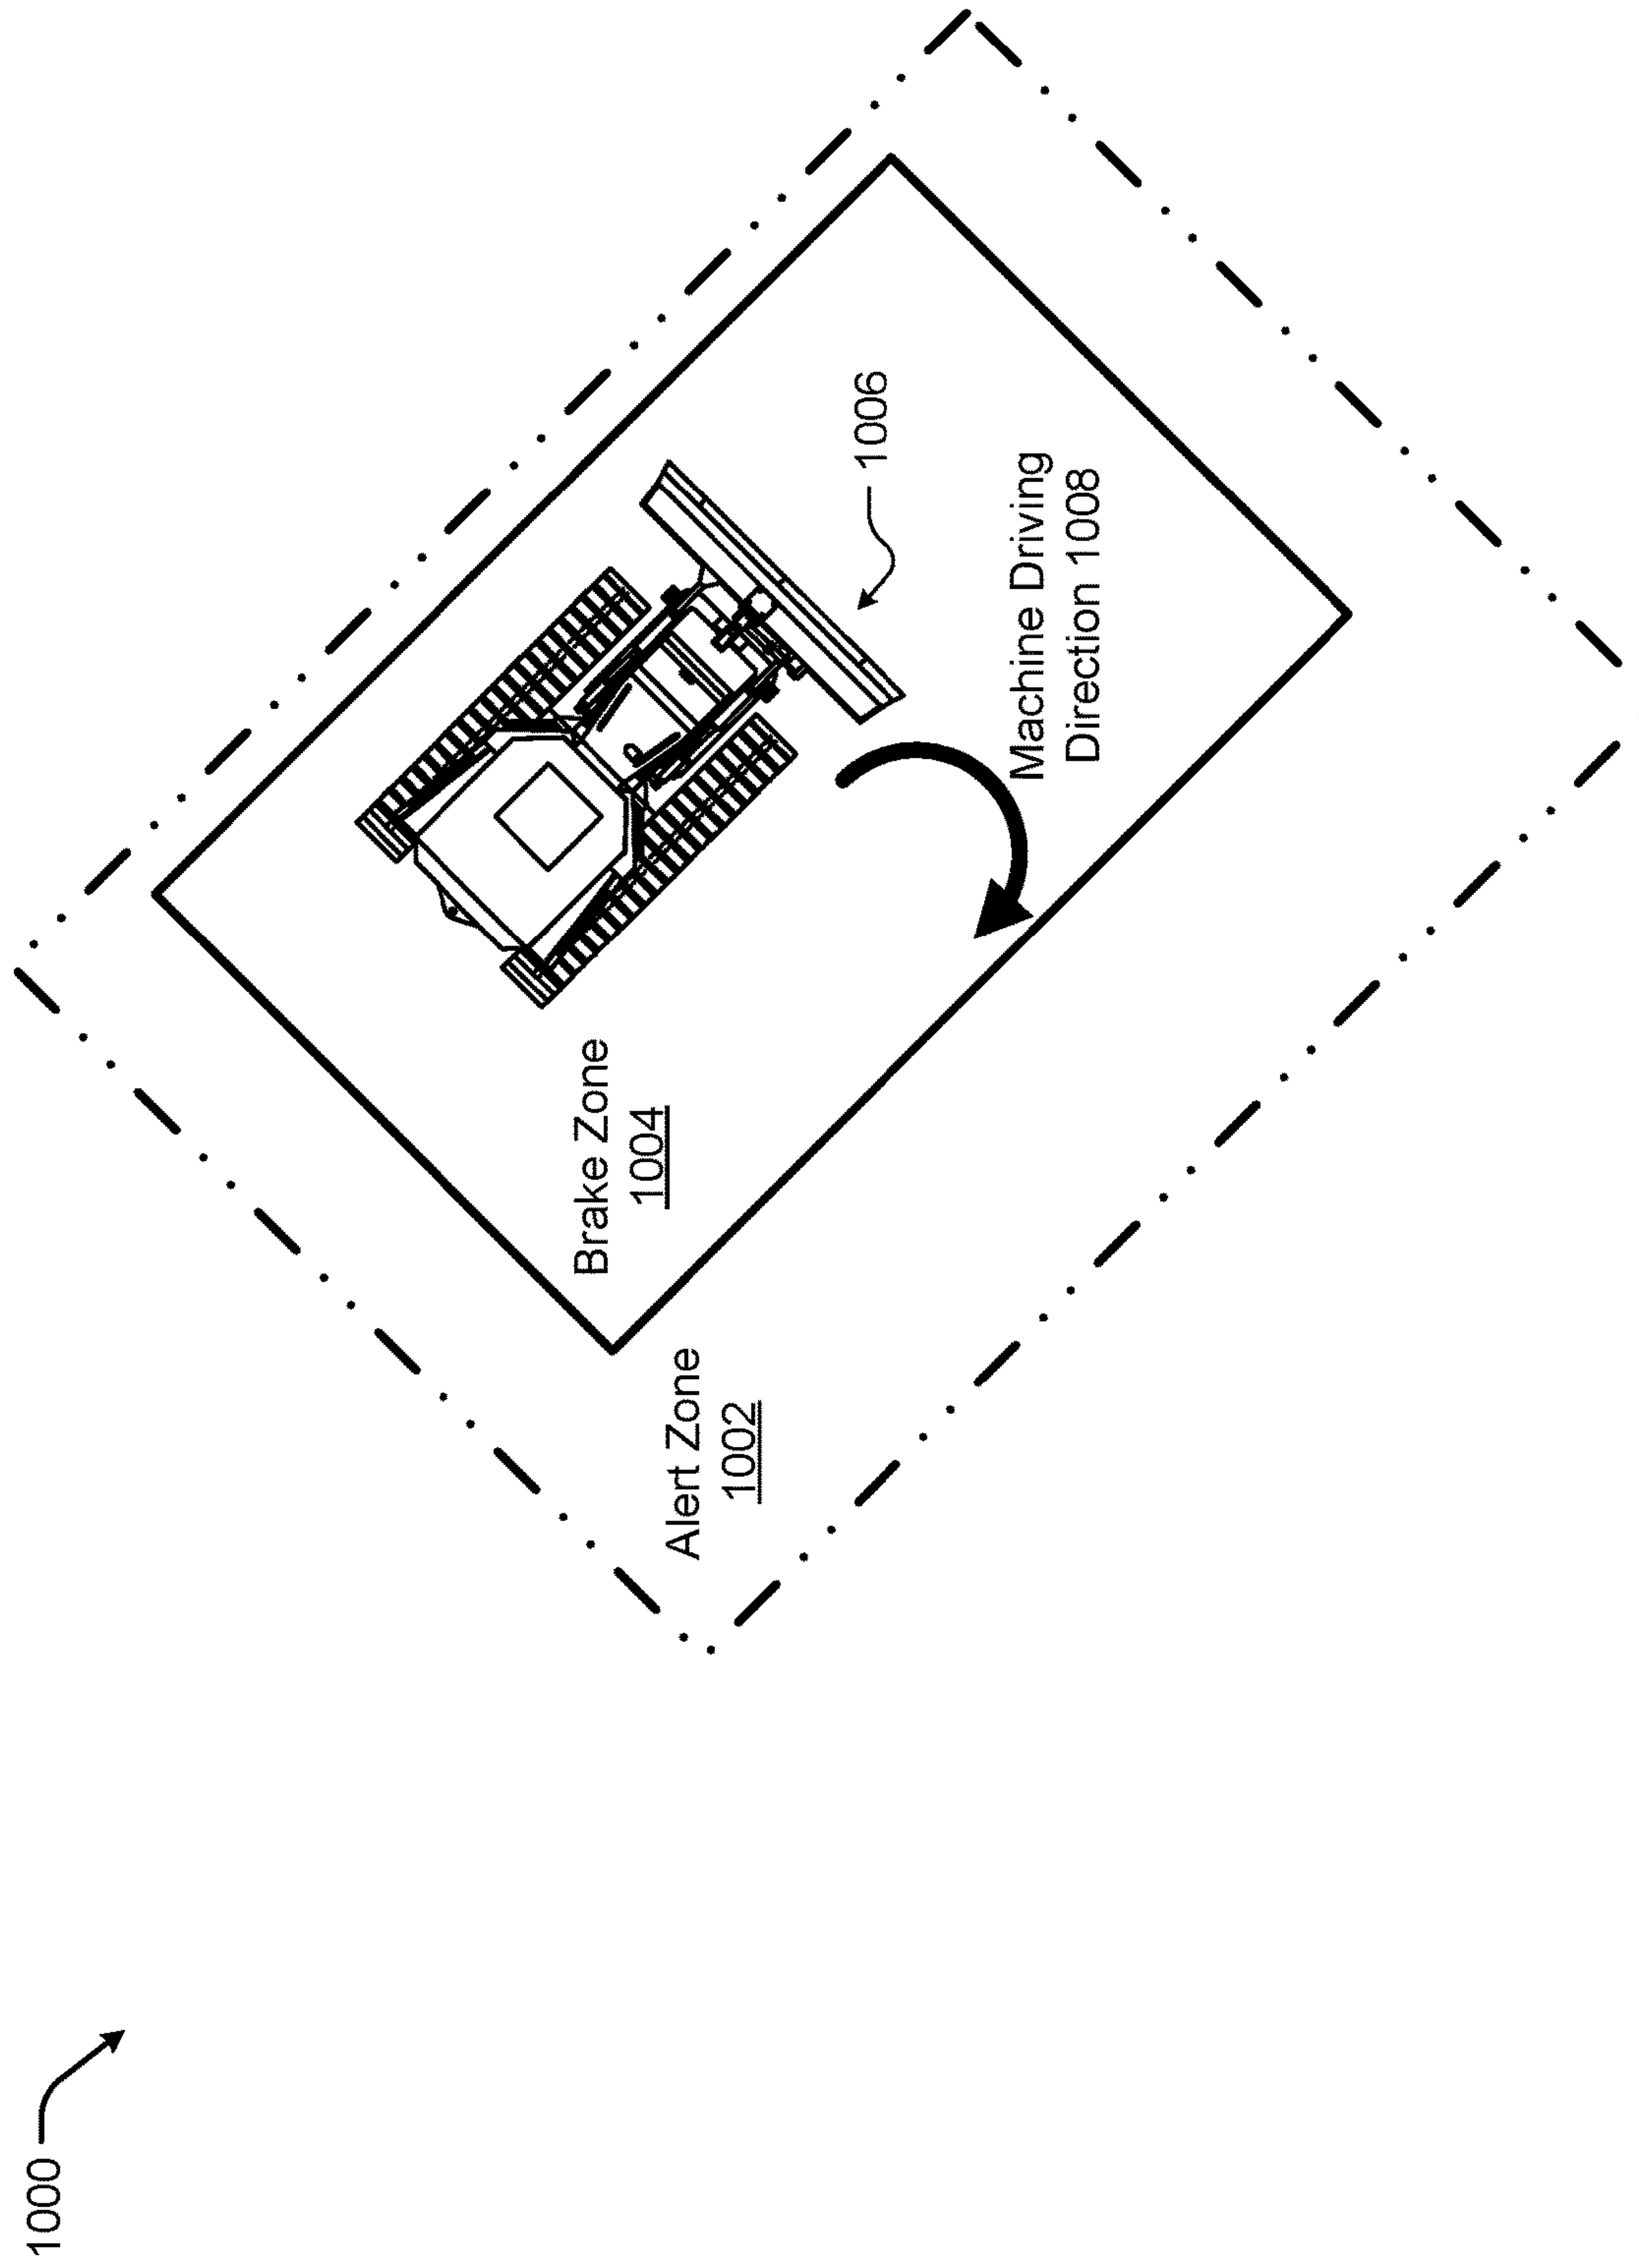 1000
Alert Zone
1002
Brake Zone
1004
1006
Machine Driving
Direction 1008